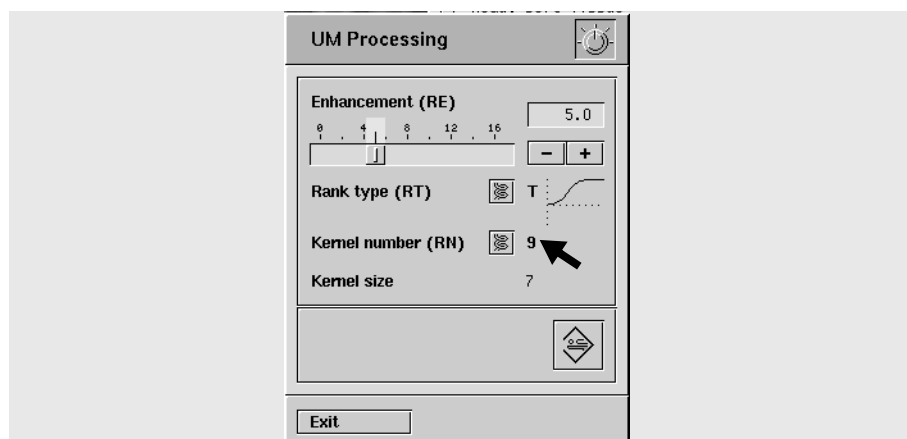 UM Processing
Enhancement (RE)
5.0
0 . 4 . 8 . 12 . 16
- +
Rank type (RT) T
Kernel number (RN) 9
Kernel size 7
Exit